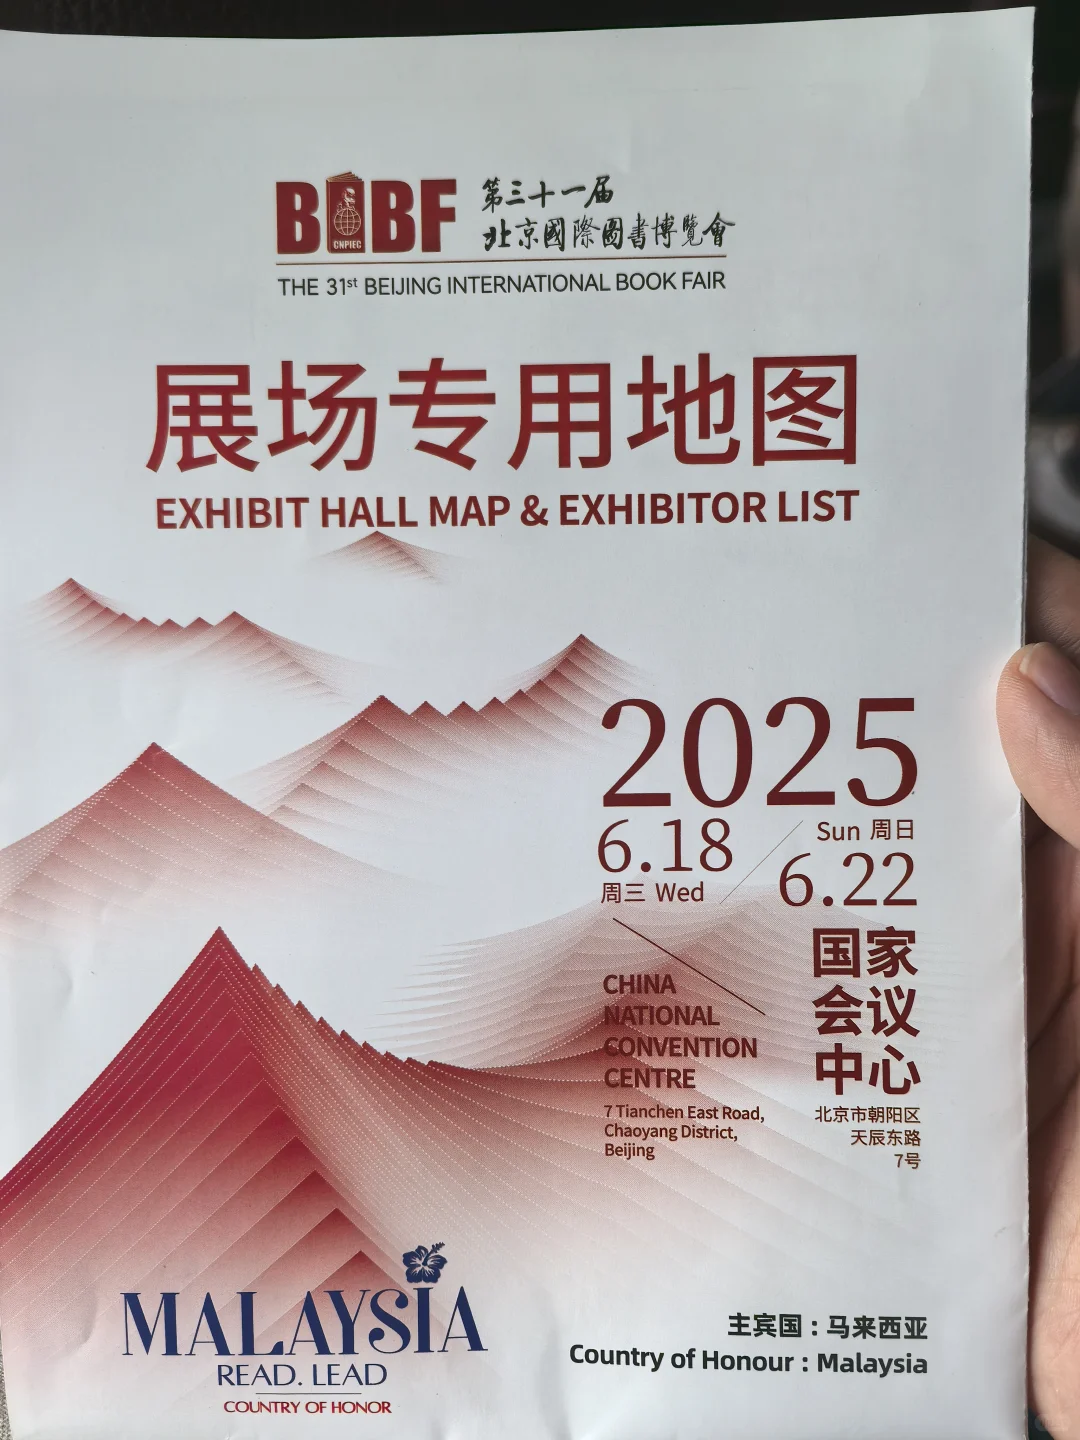 BIBF
CNPIEC
第三十一届
北京國際圖書博覽會
THE 31st BEIJING INTERNATIONAL BOOK FAIR
展场专用地图
EXHIBIT HALL MAP & EXHIBITOR LIST
2025
6.18
周三 Wed
Sun 周日
6.22
CHINA
NATIONAL
CONVENTION
CENTRE
7 Tianchen East Road,
Chaoyang District,
Beijing
国家
会议
中心
北京市朝阳区
天辰东路
7号
MALAYSIA
READ. LEAD
COUNTRY OF HONOR
主宾国：马来西亚
Country of Honour : Malaysia